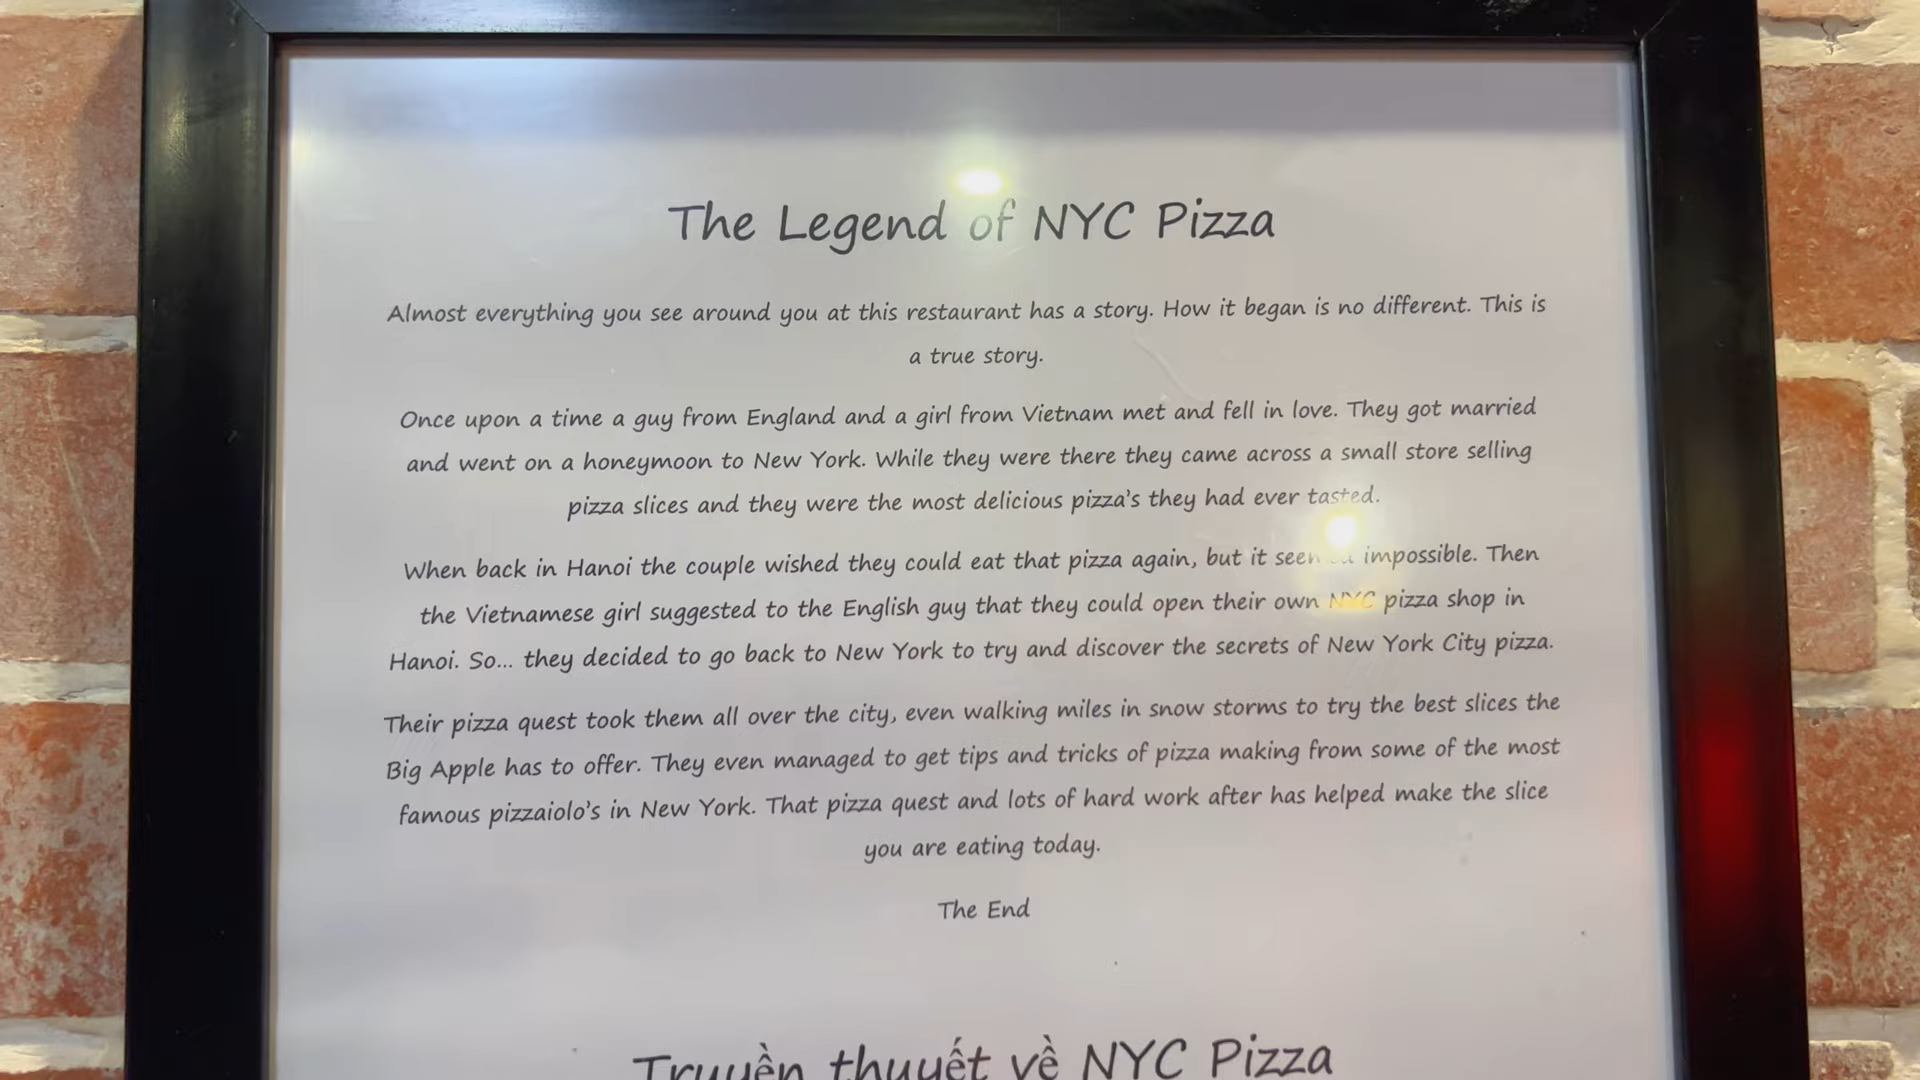 The Legend of NYC Pizza
Almost everything you see around you at this restaurant has a story. How it began is no different. This is
a true story.
Once upon a time a guy from England and a girl from Vietnam met and fell in love. They got married
and went on a honeymoon to New York. While they were there they came across a small store selling
pizza slices and they were the most delicious pizza's they had ever tasted.
When back in Hanoi the couple wished they could eat that pizza again, but it impossible. Then
the Vietnamese girl suggested to the English guy that they could open their own NYC pizza shop in
Hanoi. So... they decided to go back to New York to try and discover the secrets of New York City pizza.
Their pizza quest took them all over the city, even walking miles in snow storms to try the best slices the
Big Apple has to offer. They even managed to get tips and tricks of pizza making from some of the most
famous pizzaiolo's in New York. That pizza quest and lots of hard work after has helped make the slice
you are eating today.
The End
Truyền thuyết về NYC Pizza